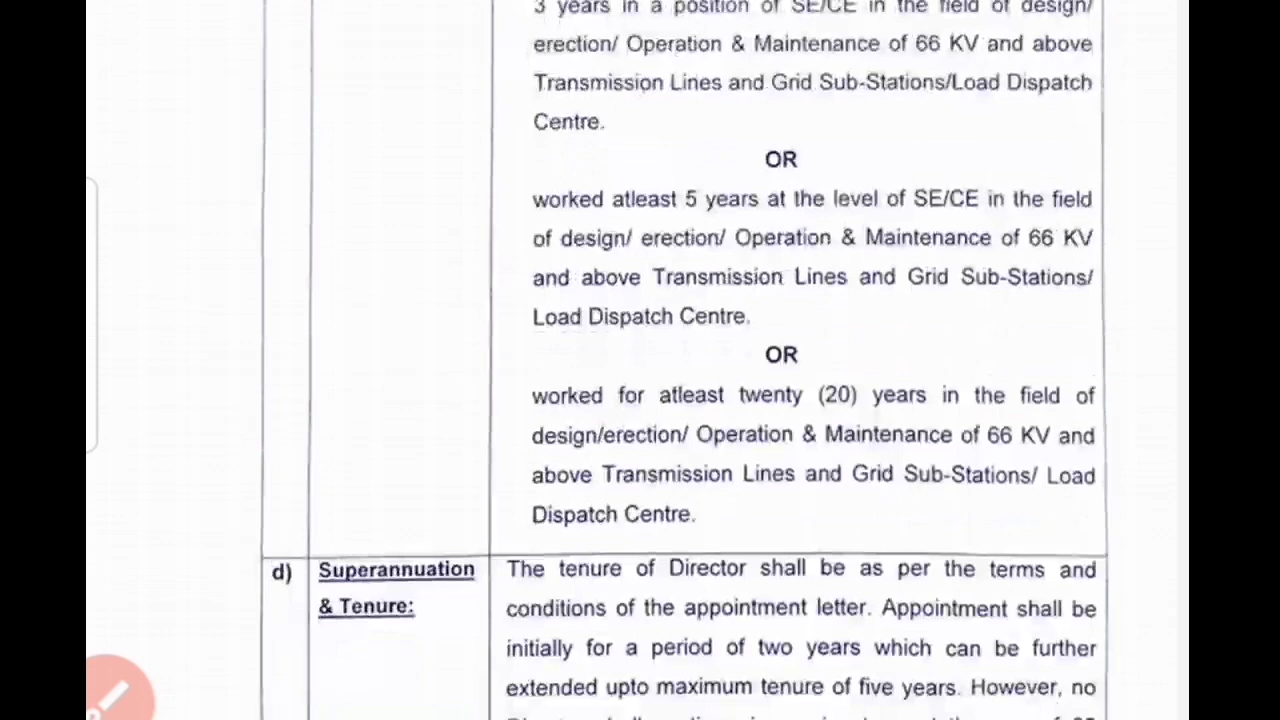 3 years in a position of SE/CE in the field of design/
erection/ Operation & Maintenance of 66 KV and above
Transmission Lines and Grid Sub-Stations/Load Dispatch
Centre.
OR
worked atleast 5 years at the level of SE/CE in the field
of design/ erection/ Operation & Maintenance of 66 KV
and above Transmission Lines and Grid Sub-Stations/
Load Dispatch Centre.
OR
worked for atleast twenty (20) years in the field of
design/erection/ Operation & Maintenance of 66 KV and
above Transmission Lines and Grid Sub-Stations/ Load
Dispatch Centre.
d) Superannuation & Tenure:
The tenure of Director shall be as per the terms and
conditions of the appointment letter. Appointment shall be
initially for a period of two years which can be further
extended upto maximum tenure of five years. However, no